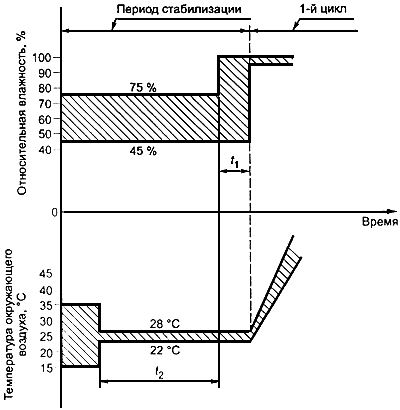 Период стабилизации
1-й цикл
Относительная влажность, %
100
90
80
70
60
50
40
0
75 %
45 %
t1
Время
Температура окружающего
воздуха, °С
45
40
35
30
25
20
15
28 °С
22 °С
t2